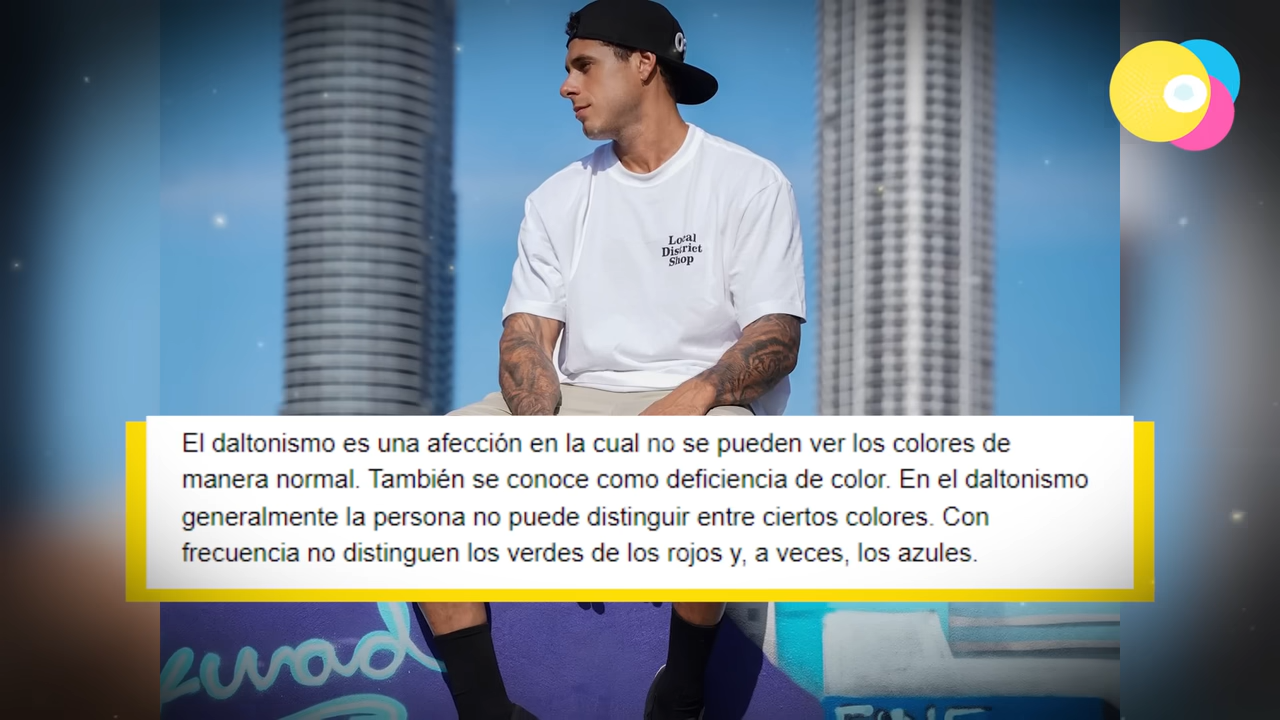 Local
District
Shop
El daltonismo es una afección en la cual no se pueden ver los colores de
manera normal. También se conoce como deficiencia de color. En el daltonismo
generalmente la persona no puede distinguir entre ciertos colores. Con
frecuencia no distinguen los verdes de los rojos y, a veces, los azules.